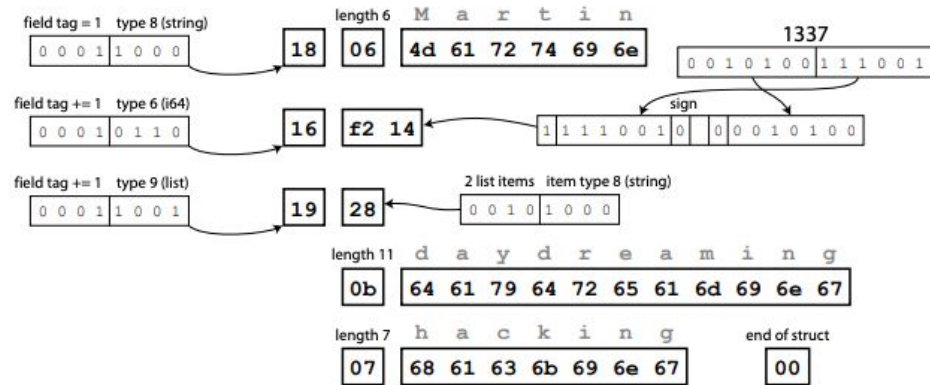 field tag = 1 type 8 (string) length 6 M a r t i n
0 0 0 1 1 0 0 0 18 06 4d 61 72 74 69 6e
1337
0 0 1 0 1 0 0 1 1 1 0 0 1
field tag += 1 type 6 (i64) sign
0 0 0 1 0 1 1 0 16 f2 14 1 1 1 1 0 0 1 0 0 0 0 1 0 1 0 0
field tag += 1 type 9 (list) 2 list items item type 8 (string)
0 0 0 1 1 0 0 1 19 28 0 0 1 0 1 0 0 0
length 11 d a y d r e a m i n g
0b 64 61 79 64 72 65 61 6d 69 6e 67
length 7 h a c k i n g end of struct
07 68 61 63 6b 69 6e 67 00